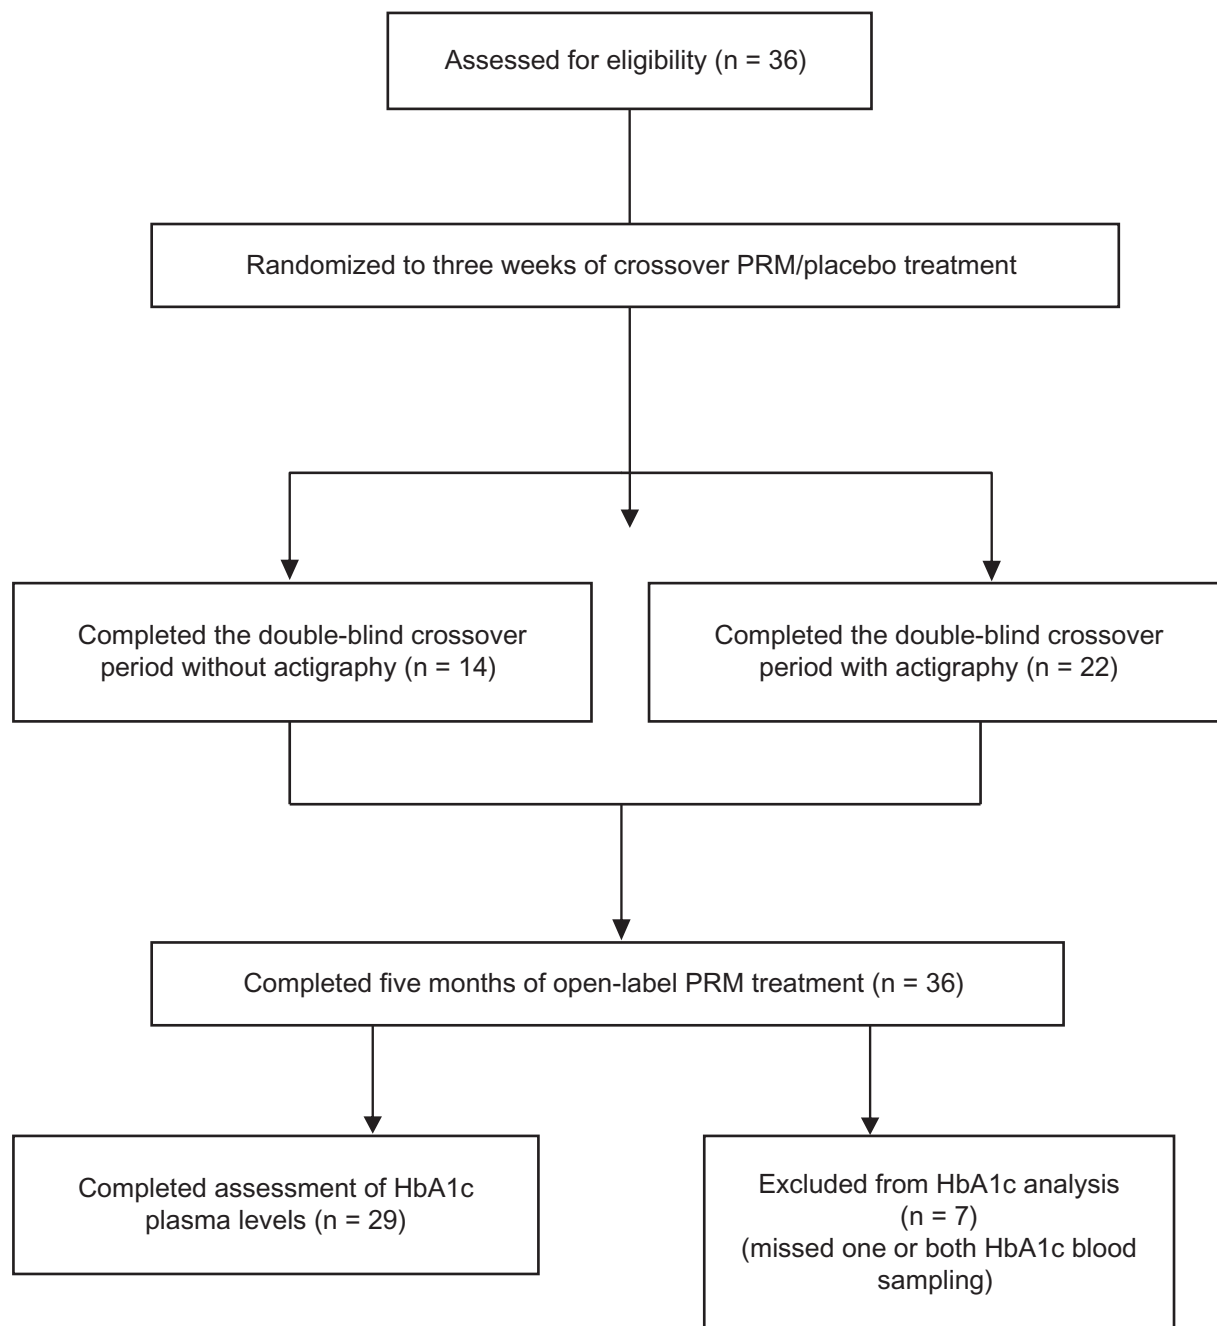 Assessed for eligibility (n = 36)
Randomized to three weeks of crossover PRM/placebo treatment
Completed the double-blind crossover
period without actigraphy (n = 14)
Completed the double-blind crossover
period with actigraphy (n = 22)
Completed five months of open-label PRM treatment (n = 36)
Completed assessment of HbA1c
plasma levels (n = 29)
Excluded from HbA1c analysis
(n = 7)
(missed one or both HbA1c blood
sampling)